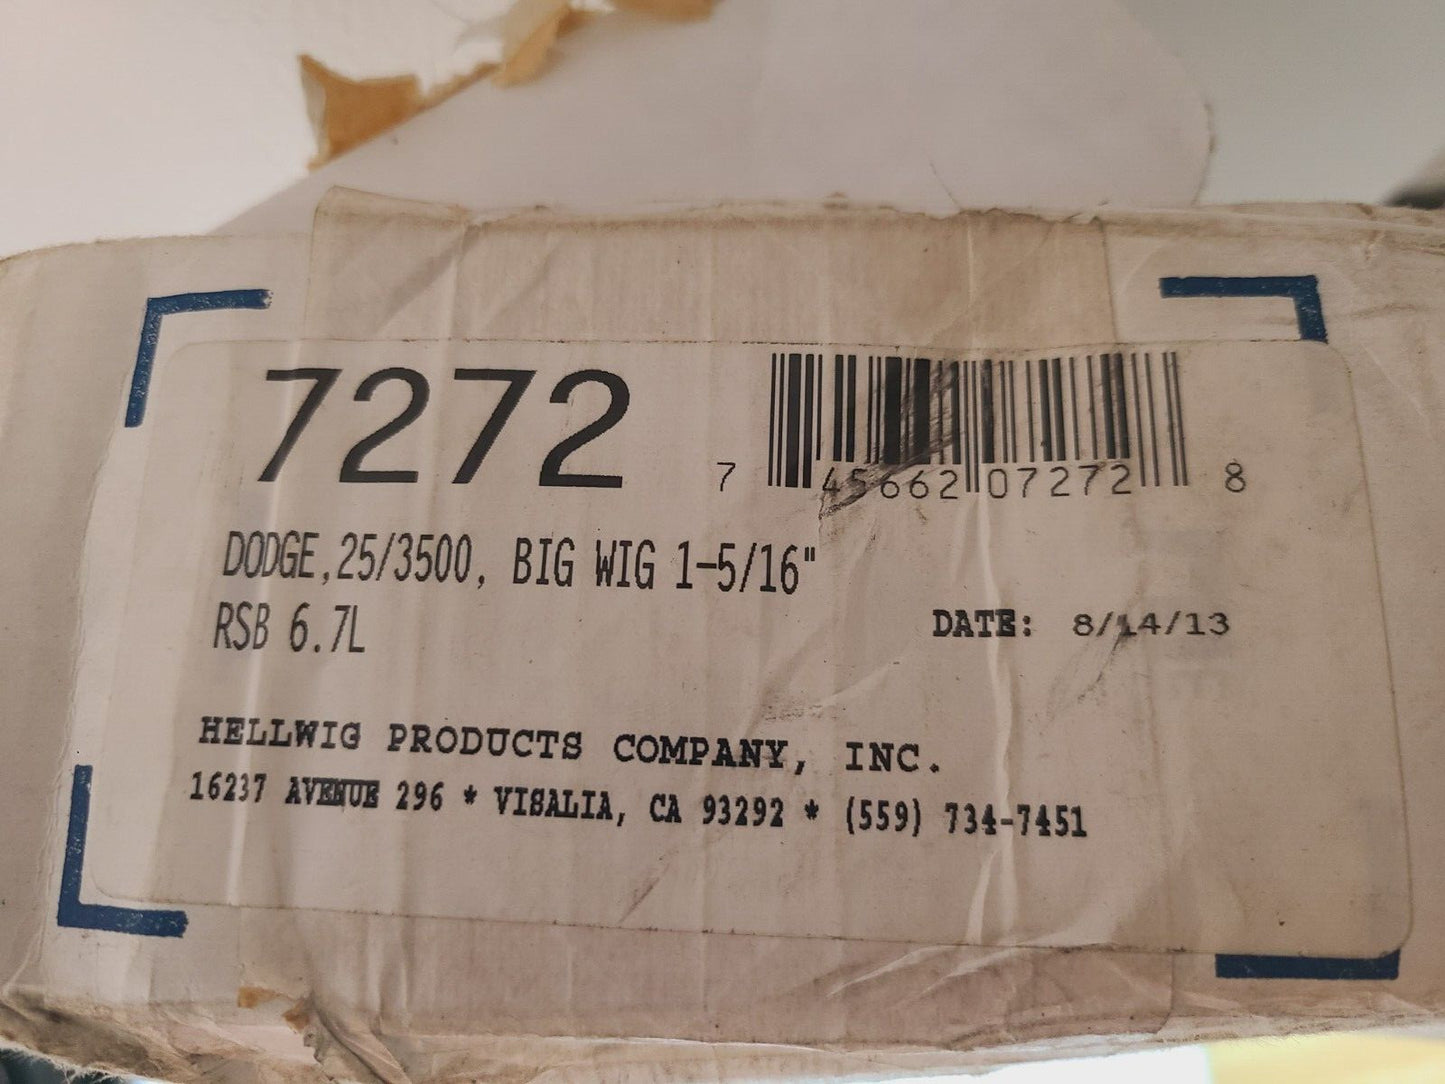 7272
7 45662 07272 8
DODGE,25/3500, BIG WIG 1-5/16"
RSB 6.7L
DATE: 8/14/13
HELLWIG PRODUCTS COMPANY, INC.
16237 AVENUE 296 * VISALIA, CA 93292 * (559) 734-7451